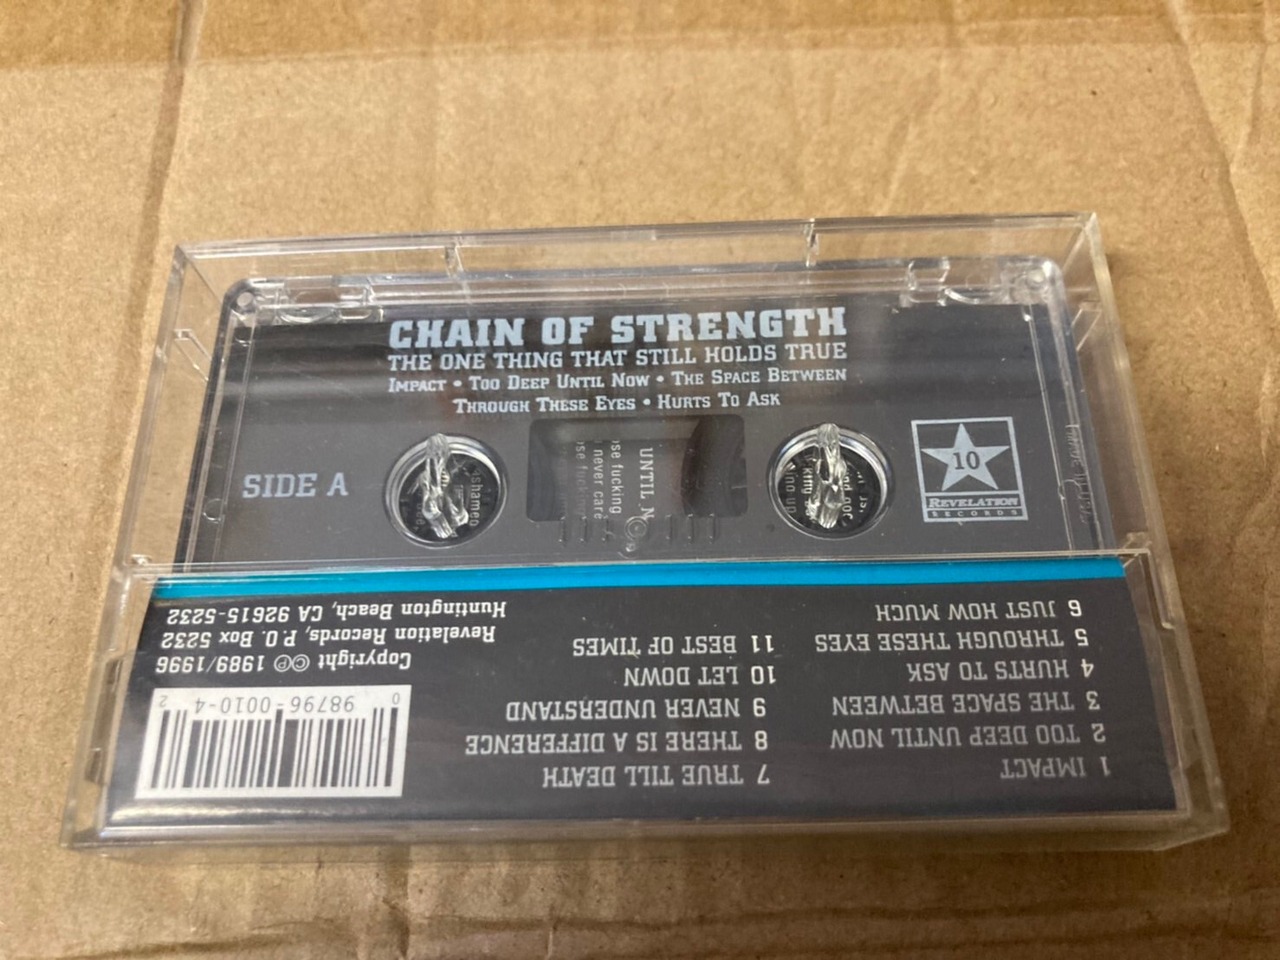 CHAIN OF STRENGTH
THE ONE THING THAT STILL HOLDS TRUE
IMPACT • TOO DEEP UNTIL NOW • THE SPACE BETWEEN
THROUGH THESE EYES • HURTS TO ASK
SIDE A
10
REVELATION
RECORDS
UNTIL N
fucking
never care
1 IMPACT
2 TOO DEEP UNTIL NOW
3 THE SPACE BETWEEN
4 HURTS TO ASK
5 THROUGH THESE EYES
6 JUST HOW MUCH
7 TRUE TILL DEATH
8 THERE IS A DIFFERENCE
9 NEVER UNDERSTAND
10 LET DOWN
11 BEST OF TIMES
0 98796-0010-4 2
Copyright ©℗ 1989/1996
Revelation Records, P.O. Box 5232
Huntington Beach, CA 92615-5232